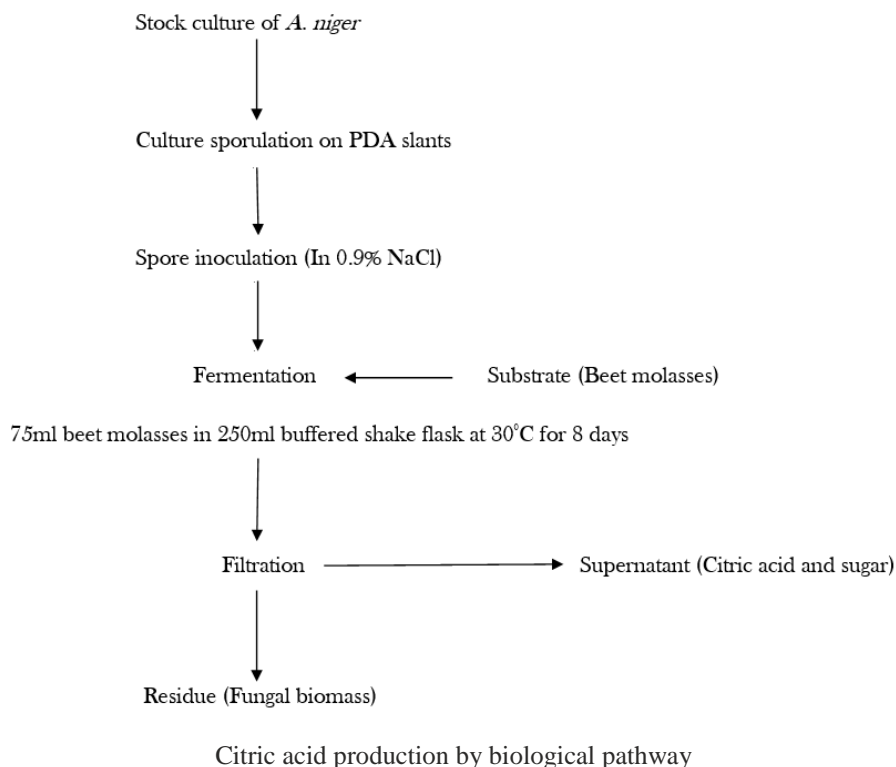 Stock culture of A. niger
Culture sporulation on PDA slants
Spore inoculation (In 0.9% NaCl)
Fermentation
Substrate (Beet molasses)
75ml beet molasses in 250ml buffered shake flask at 30⁰C for 8 days
Filtration
Supernatant (Citric acid and sugar)
Residue (Fungal biomass)
Citric acid production by biological pathway